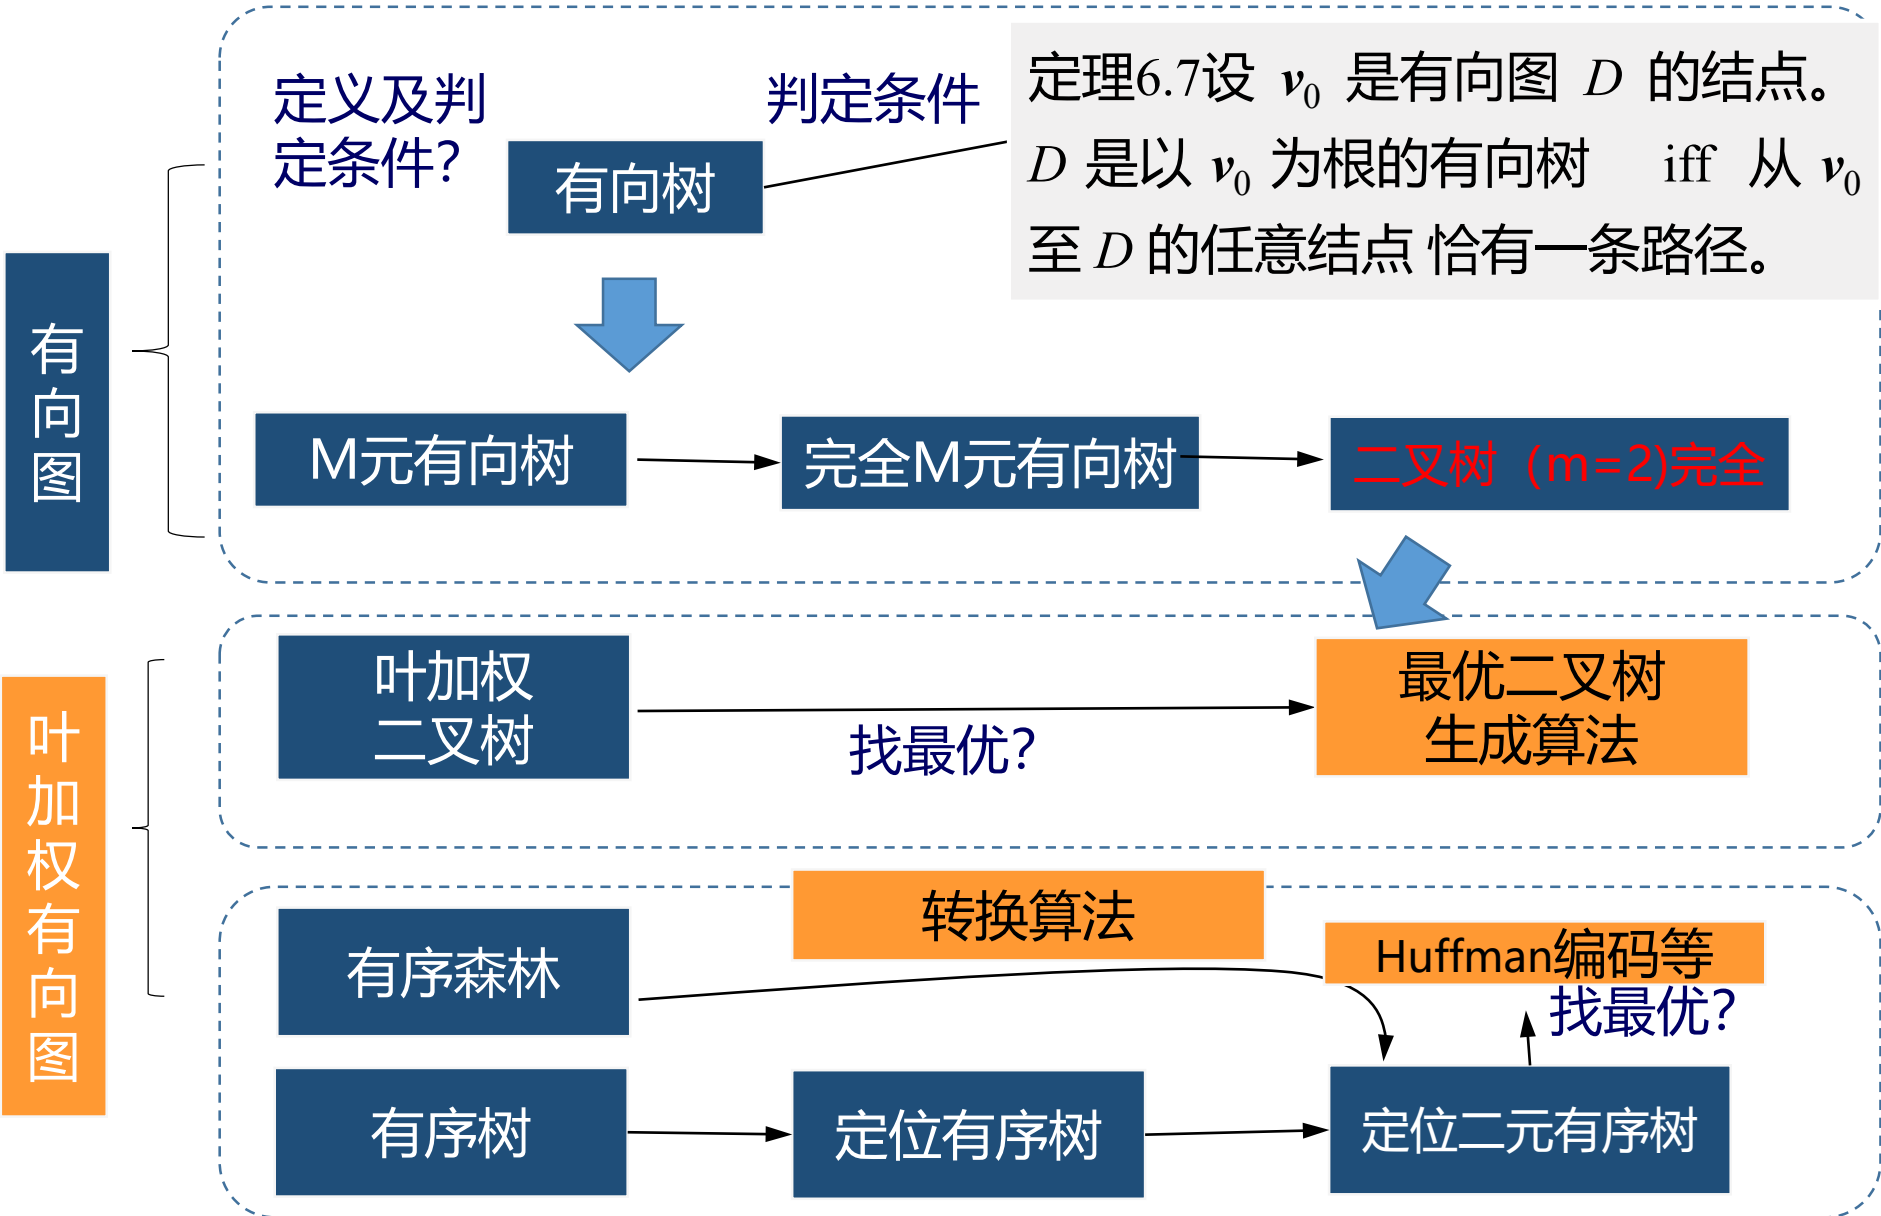 定义及判
定条件？
判定条件
定理6.7设 v0 是有向图 D 的结点。
D 是以 v0 为根的有向树 iff 从 v0
至 D 的任意结点 恰有一条路径。
有向树
有
向
图
M元有向树
完全M元有向树
二叉树（m=2)完全
叶
加
权
有
向
图
叶加权
二叉树
找最优？
最优二叉树
生成算法
转换算法
有序森林
Huffman编码等
找最优？
有序树
定位有序树
定位二元有序树